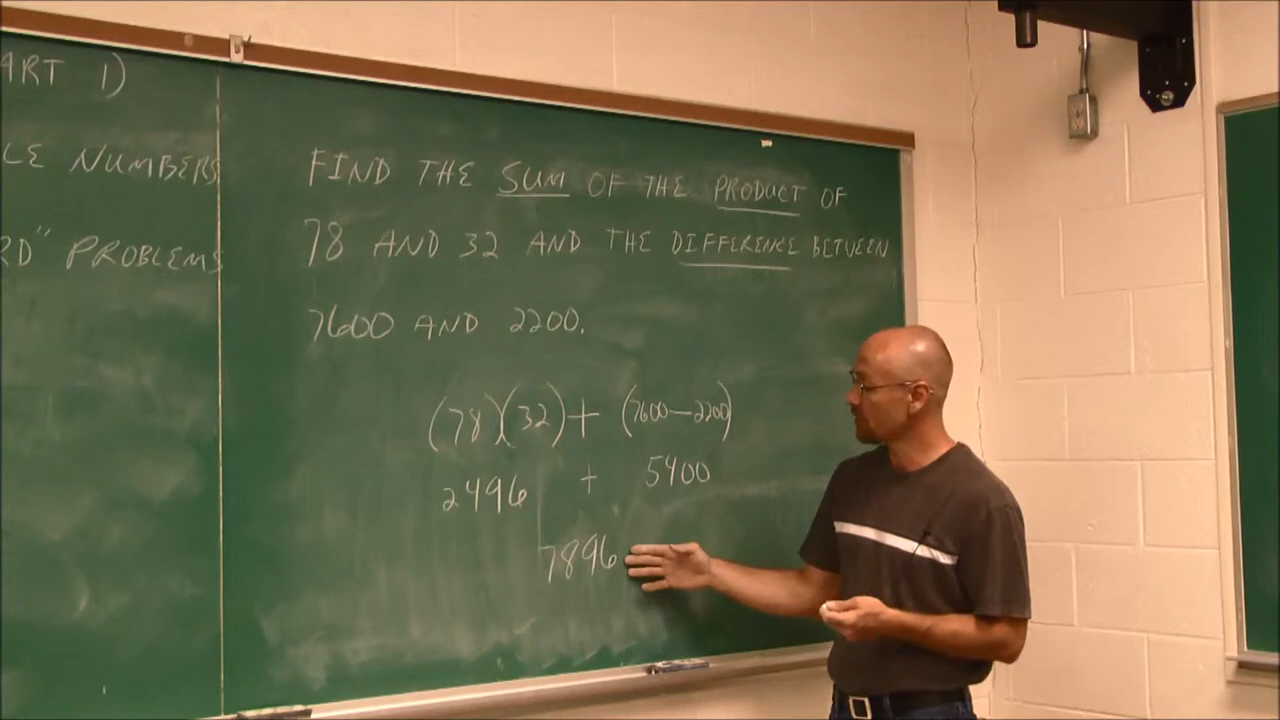 ART 1)
LE NUMBERS
RD" PROBLEMS
FIND THE SUM OF THE PRODUCT OF
78 AND 32 AND THE DIFFERENCE BETWEEN
7600 AND 2200.
(78)(32) + (7600-2200)
2496 + 5400
7896